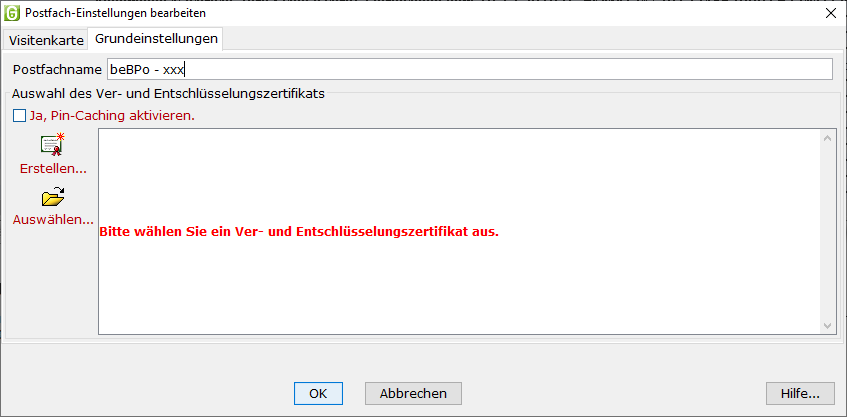 Postfach-Einstellungen bearbeiten
Visitenkarte Grundeinstellungen
Postfachname beBPo - xxx
Auswahl des Ver- und Entschlüsselungszertifikats
Ja, Pin-Caching aktivieren.
Erstellen...
Auswählen...
Bitte wählen Sie ein Ver- und Entschlüsselungszertifikat aus.
OK Abbrechen Hilfe...